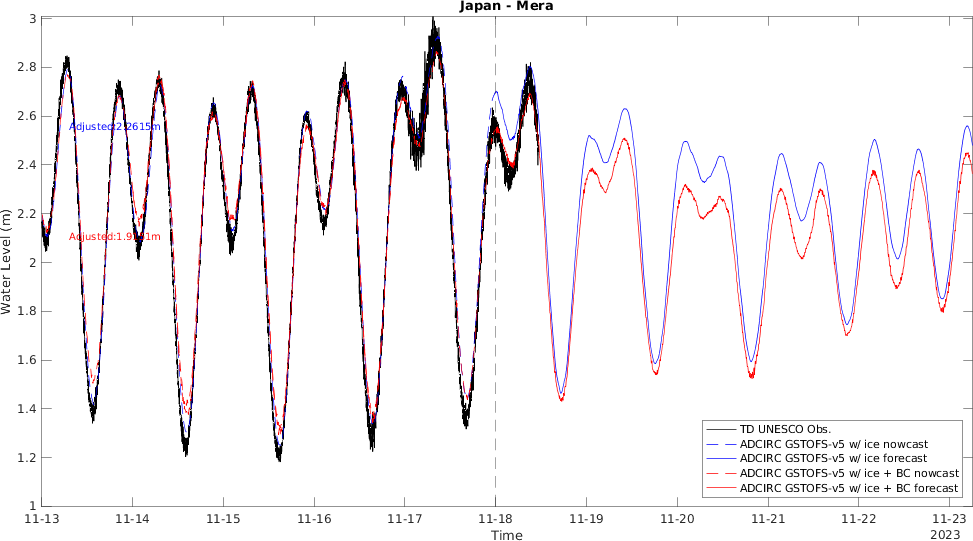 Japan - Mera
3
2.8
2.6
2.4
2.2
2
1.8
1.6
1.4
1.2
1
Water Level (m)
Adjusted:2.2615m
11-13
11-14
11-15
11-16
11-17
11-18
11-19
11-20
11-21
11-22
11-23
2023
Time
TD UNESCO Obs.
ADCIRC GSTOFS-v5 w/ ice nowcast
ADCIRC GSTOFS-v5 w/ ice forecast
ADCIRC GSTOFS-v5 w/ ice + BC nowcast
ADCIRC GSTOFS-v5 w/ ice + BC forecast